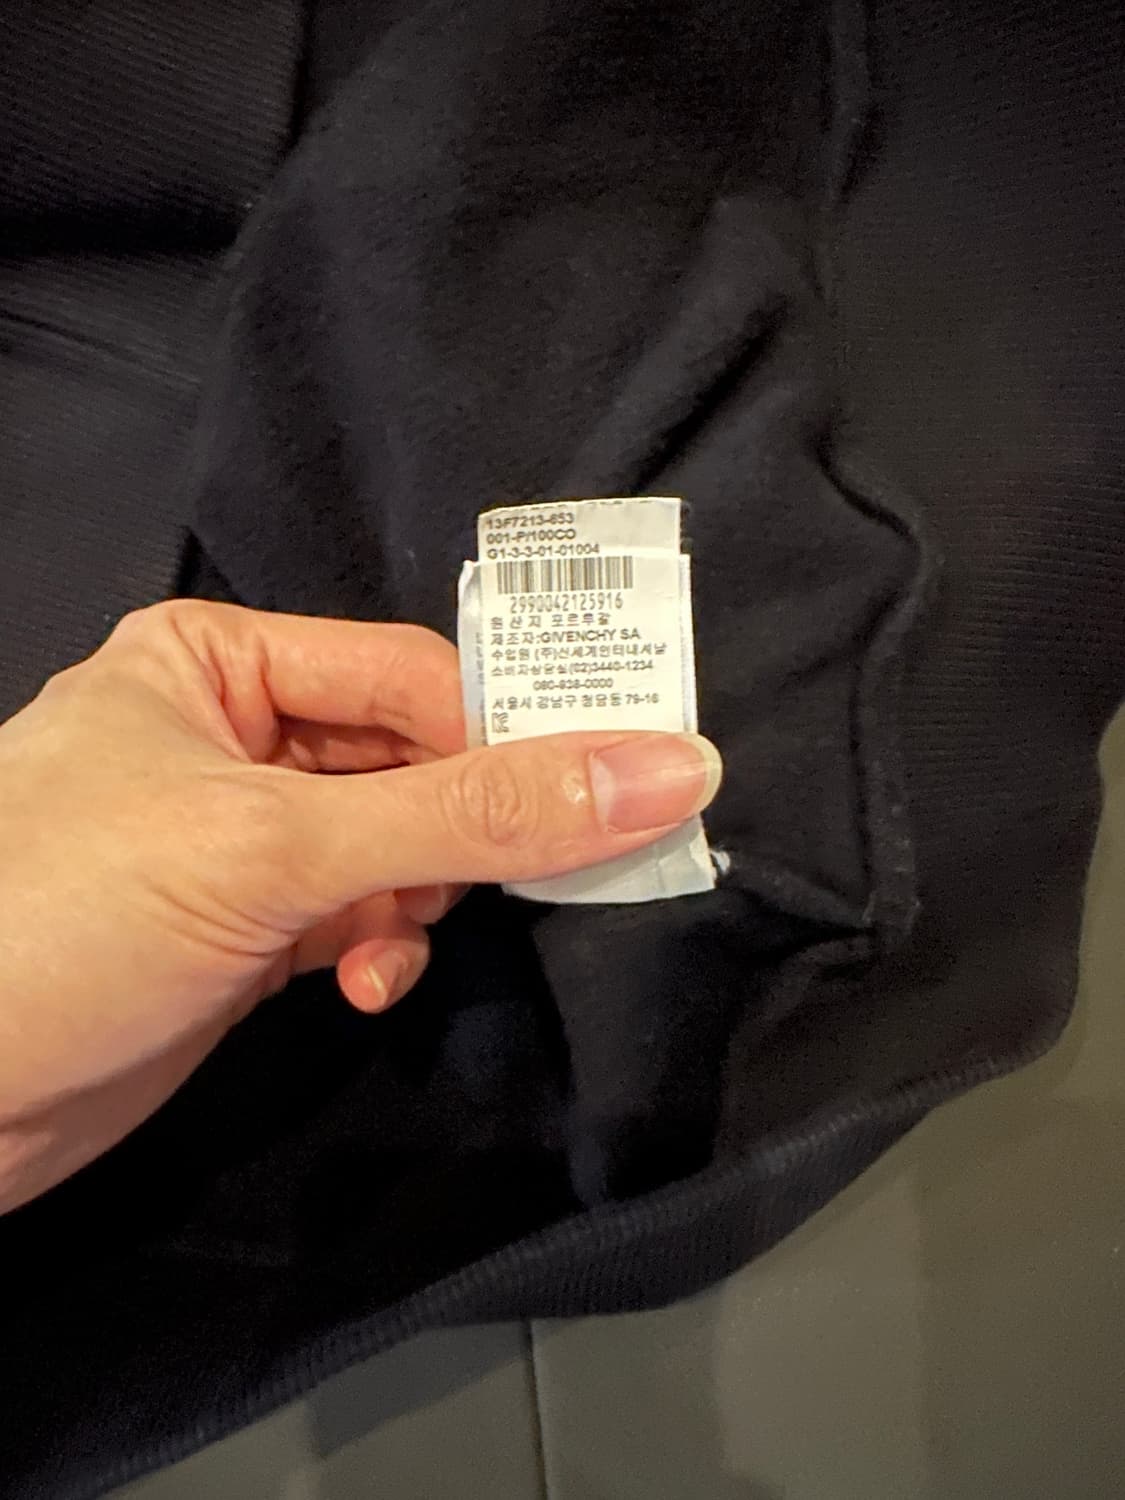 13F7213-653
001-P/100CO
G1-3-3-01-01004
2990042125916
원 산 지 포르투갈
제조자:GIVENCHY SA
수입원 (주)신세계인터내셔날
소비자상담실(02)3440-1234
080-838-0000
서울시 강남구 청담동 79-16